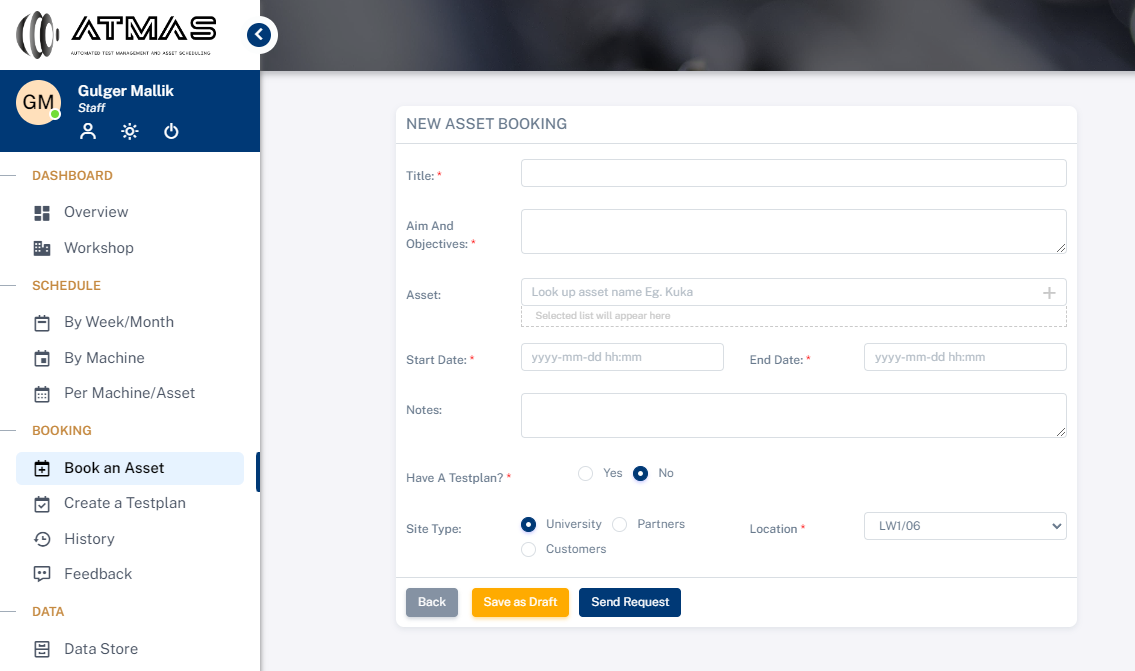 ATMAS
AUTOMATED TEST MANAGEMENT AND ASSET SCHEDULING
GM
Gulger Mallik
Staff
DASHBOARD
Overview
Workshop
SCHEDULE
By Week/Month
By Machine
Per Machine/Asset
BOOKING
Book an Asset
Create a Testplan
History
Feedback
DATA
Data Store
NEW ASSET BOOKING
Title: *
Aim And
Objectives: *
Asset:
Look up asset name Eg. Kuka
Selected list will appear here
Start Date: *
yyyy-mm-dd hh:mm
End Date: *
yyyy-mm-dd hh:mm
Notes:
Have A Testplan? *
Yes
No
Site Type:
University
Partners
Customers
Location *
LW1/06
Back
Save as Draft
Send Request